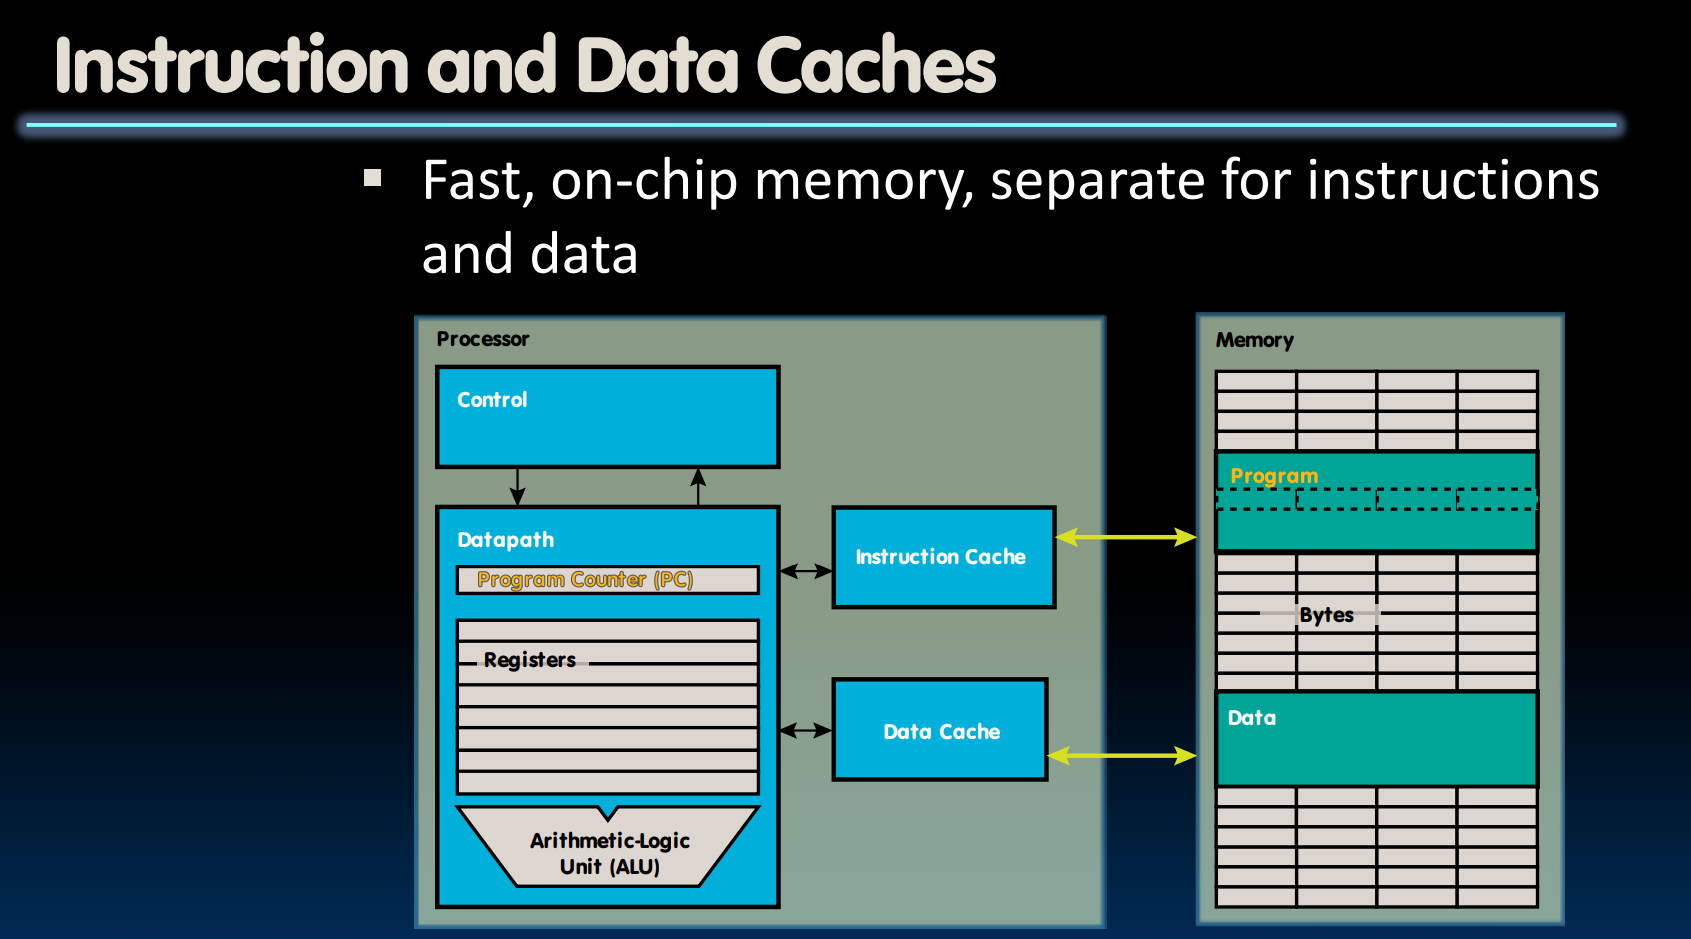 Instruction and Data Caches
▪ Fast, on-chip memory, separate for instructions
and data
Processor
Control
Datapath
Program Counter (PC)
Registers
Arithmetic-Logic
Unit (ALU)
Instruction Cache
Data Cache
Memory
Program
Bytes
Data